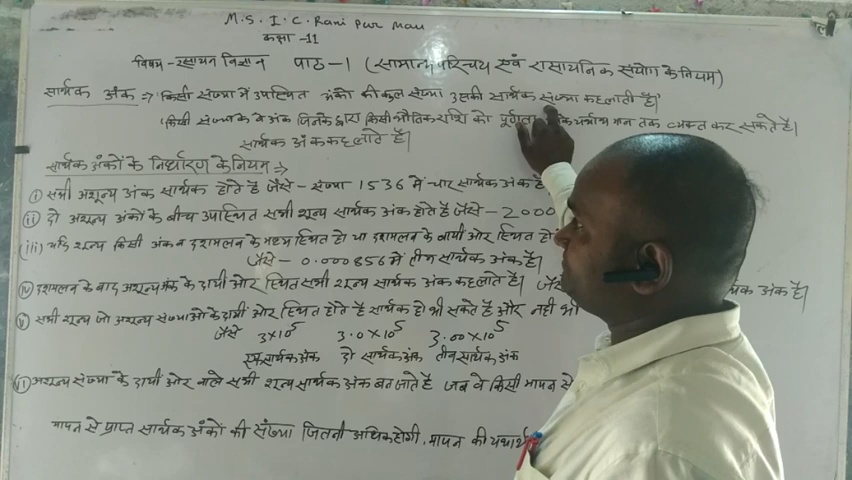 M.S.I.C. Rani Pur Mau
कक्षा -11
विषय - रसायन विज्ञान पाठ-1 (सामान्य परिचय एवं रासायनिक संयोग के नियम)
सार्थक अंक => 'किसी संख्या में उपस्थित अंको की कुल संख्या उसकी सार्थक संख्या कहलाती है।'
'किसी संख्या के वे अंक जिनके द्वारा किसी भौतिक राशि को पूर्णतः यथार्थ मान तक व्यक्त कर सकते है।
सार्थक अंक कहलाते है।
सार्थक अंकों के निर्धारण के नियम =>
(i) सभी अशून्य अंक सार्थक होते है जैसे - संख्या 1536 में चार सार्थक अंक है
(ii) दो अशून्य अंकों के बीच उपस्थित सभी शून्य सार्थक अंक होते है जैसे - 2000
(iii) यदि शून्य किसी अंक व दशमलव के मध्य स्थित हो या दशमलव के बायीं ओर स्थित हो
जैसे - 0.000856 में तीन सार्थक अंक है।
(iv) दशमलव के बाद अशून्य अंक के दायीं ओर स्थित सभी शून्य सार्थक अंक कहलाते है। जैसे अंक है।
(v) सभी शून्य जो अशून्य संख्याओं के दायीं ओर स्थित होते है सार्थक हो भी सकते है और नही भी
जैसे 3×10⁵ 3.0×10⁵ 3.00×10⁵
एक सार्थक अंक दो सार्थक अंक तीन सार्थक अंक
(vi) अशून्य संख्या के दायीं ओर वाले सभी शून्य सार्थक अंक बन जाते है जब वे किसी मापन से
मापन से प्राप्त सार्थक अंकों की संख्या जितनी अधिक होगी, मापन की यथार्थ